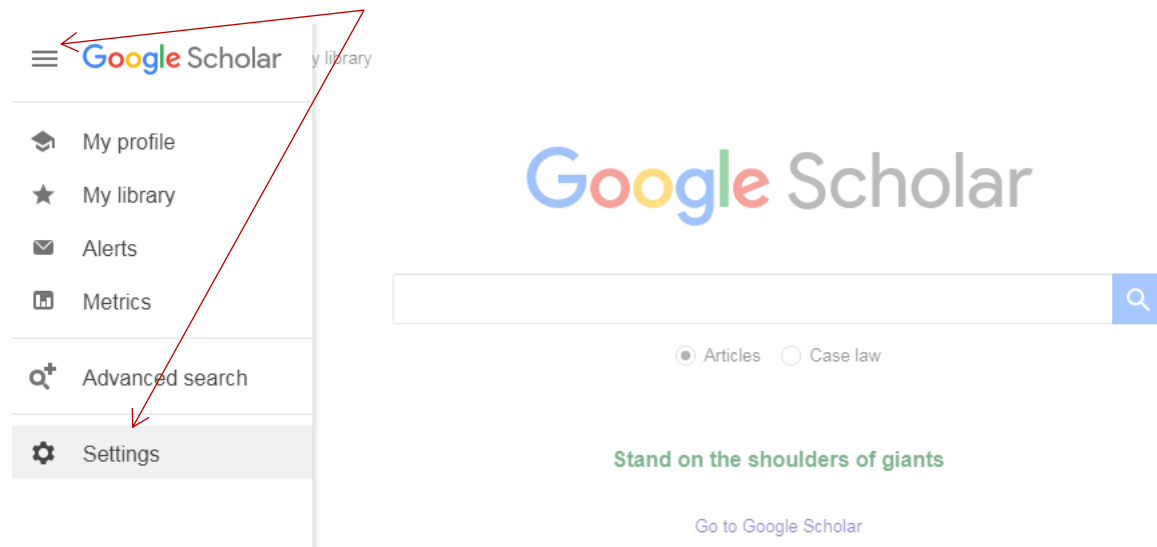 Google Scholar
y library
My profile
My library
Alerts
Metrics
Advanced search
Settings
Google Scholar
Articles Case law
Stand on the shoulders of giants
Go to Google Scholar